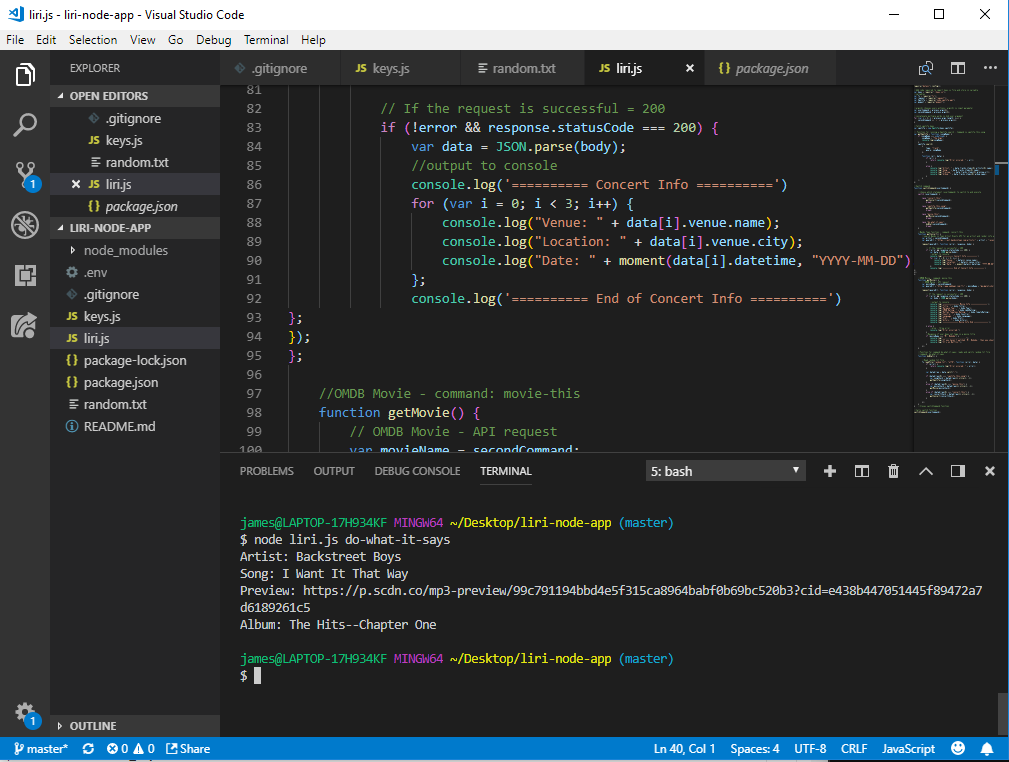 liri.js - liri-node-app - Visual Studio Code
File Edit Selection View Go Debug Terminal Help
EXPLORER
OPEN EDITORS
.gitignore
JS keys.js
random.txt
JS liri.js
{} package.json
LIRI-NODE-APP
node_modules
.env
.gitignore
JS keys.js
JS liri.js
{} package-lock.json
{} package.json
random.txt
README.md
OUTLINE
1
1
.gitignore JS keys.js random.txt JS liri.js {} package.json
81
82 // If the request is successful = 200
83 if (!error && response.statusCode === 200) {
84 var data = JSON.parse(body);
85 //output to console
86 console.log('========== Concert Info ==========')
87 for (var i = 0; i < 3; i++) {
88 console.log("Venue: " + data[i].venue.name);
89 console.log("Location: " + data[i].venue.city);
90 console.log("Date: " + moment(data[i].datetime, "YYYY-MM-DD")
91 };
92 console.log('========== End of Concert Info ==========')
93 };
94 });
95 };
96
97 //OMDB Movie - command: movie-this
98 function getMovie() {
99 // OMDB Movie - API request
100 var movieName = secondCommand;
PROBLEMS OUTPUT DEBUG CONSOLE TERMINAL 5: bash
james@LAPTOP-17H934KF MINGW64 ~/Desktop/liri-node-app (master)
$ node liri.js do-what-it-says
Artist: Backstreet Boys
Song: I Want It That Way
Preview: https://p.scdn.co/mp3-preview/99c791194bbd4e5f315ca8964babf0b69bc520b3?cid=e438b447051445f89472a7
d6189261c5
Album: The Hits--Chapter One
james@LAPTOP-17H934KF MINGW64 ~/Desktop/liri-node-app (master)
$
master* 0 0 Share Ln 40, Col 1 Spaces: 4 UTF-8 CRLF JavaScript